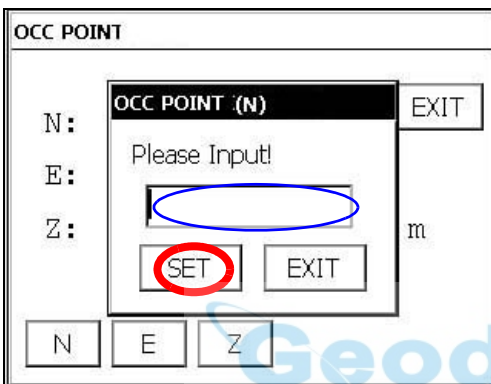 OCC POINT
OCC POINT (N)
EXIT
N:
Please Input!
E:
Z:
m
SET
EXIT
N
E
Z
Geod